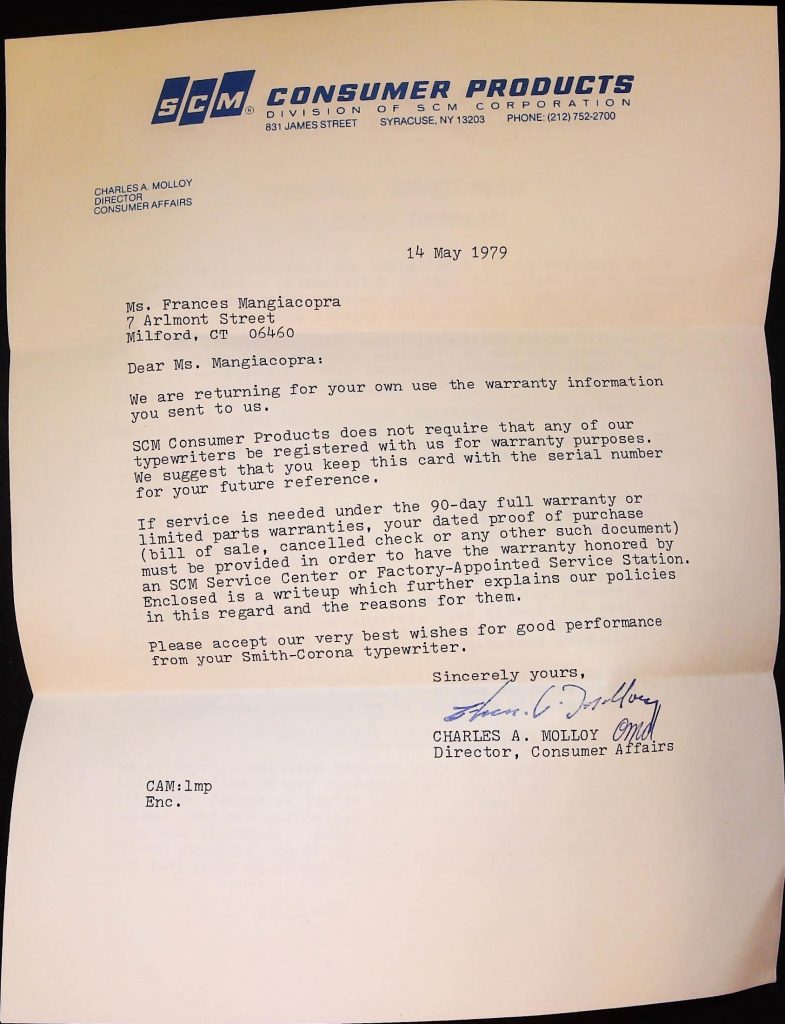 SCM® CONSUMER PRODUCTS
DIVISION OF SCM CORPORATION
831 JAMES STREET SYRACUSE, NY 13203 PHONE: (212) 752-2700
CHARLES A. MOLLOY
DIRECTOR
CONSUMER AFFAIRS
14 May 1979
Ms. Frances Mangiacopra
7 Arlmont Street
Milford, CT 06460
Dear Ms. Mangiacopra:
We are returning for your own use the warranty information
you sent to us.
SCM Consumer Products does not require that any of our
typewriters be registered with us for warranty purposes.
We suggest that you keep this card with the serial number
for your future reference.
If service is needed under the 90-day full warranty or
limited parts warranties, your dated proof of purchase
(bill of sale, cancelled check or any other such document)
must be provided in order to have the warranty honored by
an SCM Service Center or Factory-Appointed Service Station.
Enclosed is a writeup which further explains our policies
in this regard and the reasons for them.
Please accept our very best wishes for good performance
from your Smith-Corona typewriter.
Sincerely yours,
CHARLES A. MOLLOY
Director, Consumer Affairs
CAM:lmp
Enc.